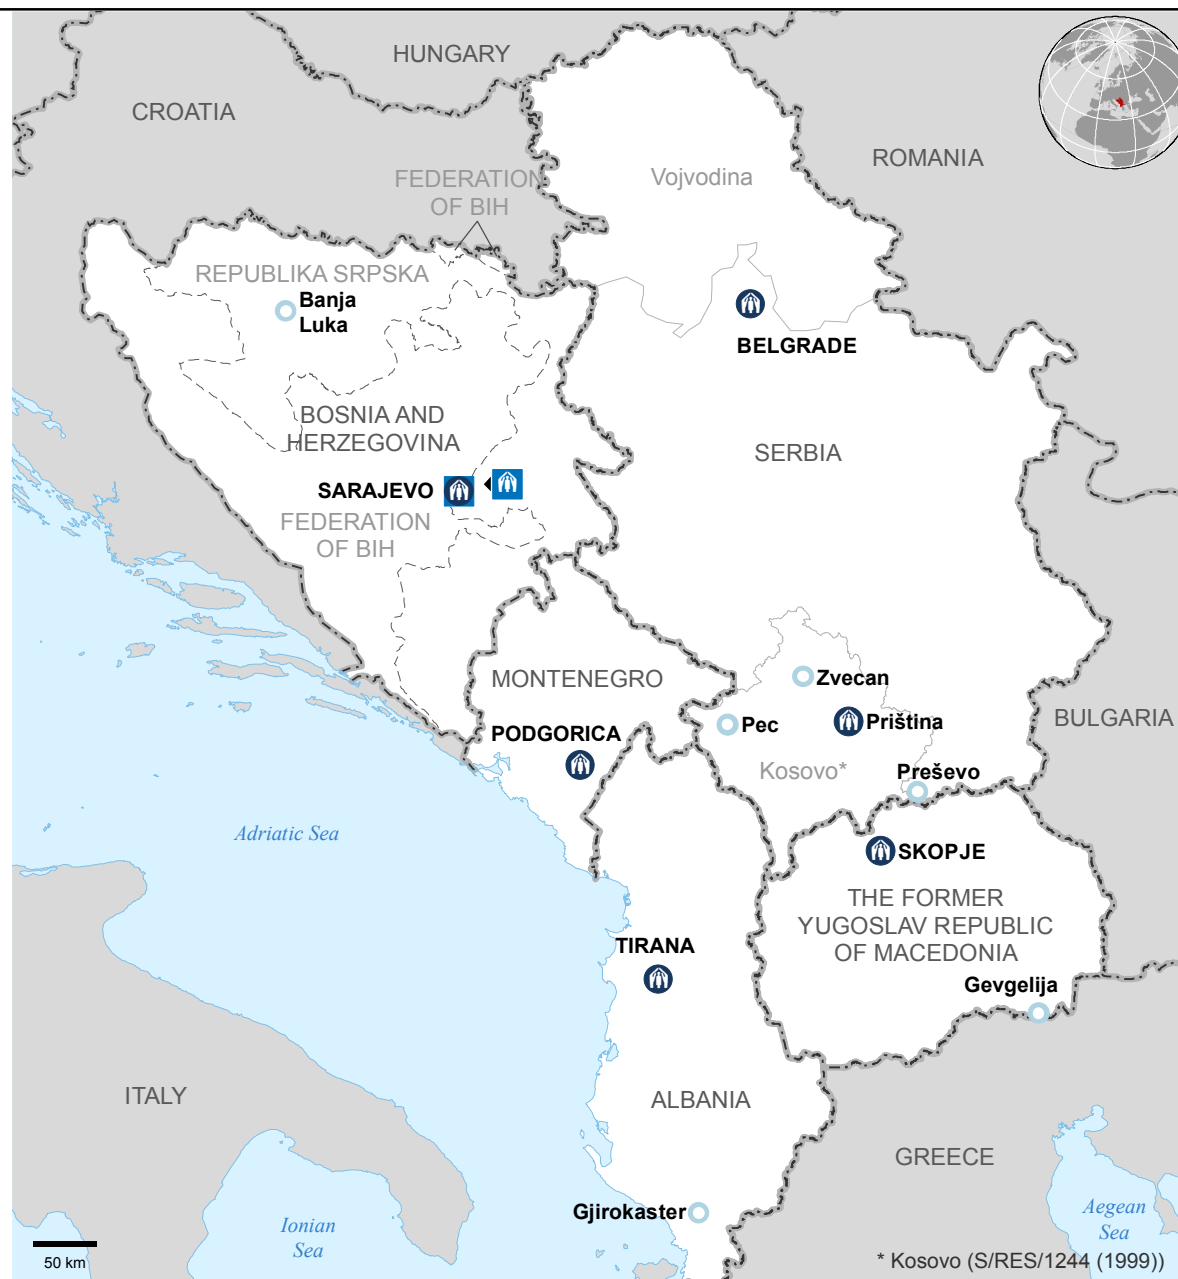 HUNGARY
CROATIA
ROMANIA
FEDERATION
OF BIH
Vojvodina
REPUBLIKA SRPSKA
Banja
Luka
BELGRADE
BOSNIA AND
HERZEGOVINA
SERBIA
SARAJEVO
FEDERATION
OF BIH
MONTENEGRO
Zvecan
PODGORICA
Pec
Priština
BULGARIA
Kosovo*
Preševo
Adriatic Sea
SKOPJE
THE FORMER
YUGOSLAV REPUBLIC
OF MACEDONIA
TIRANA
Gevgelija
ITALY
ALBANIA
GREECE
Gjirokaster
Ionian
Sea
Aegean
Sea
50 km
* Kosovo (S/RES/1244 (1999))